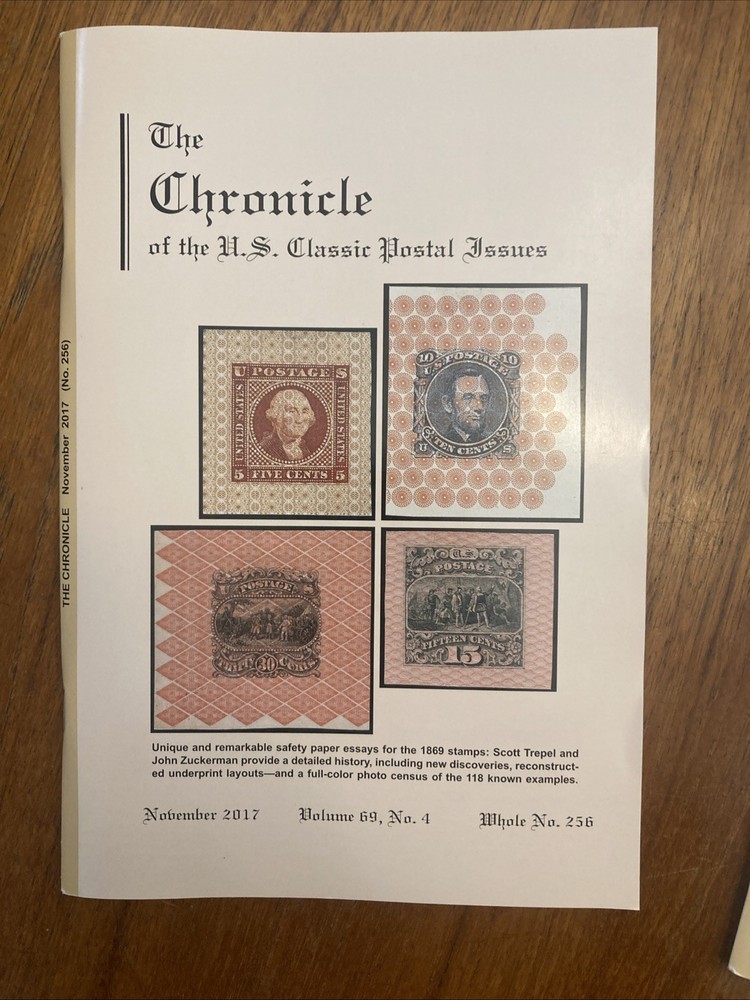 The
Chronicle
of the U.S. Classic Postal Issues
THE CHRONICLE November 2017 (No. 256)
U POSTAGE S
UNITED STATES
UNITED STATES
5 FIVE CENTS 5
10 10
U.S. POSTAGE
TEN CENTS
U S
POSTAGE
30
U.S.
POSTAGE
FIFTEEN CENTS
15
Unique and remarkable safety paper essays for the 1869 stamps: Scott Trepel and
John Zuckerman provide a detailed history, including new discoveries, reconstruct-
ed underprint layouts—and a full-color photo census of the 118 known examples.
November 2017 Volume 69, No. 4 Whole No. 256